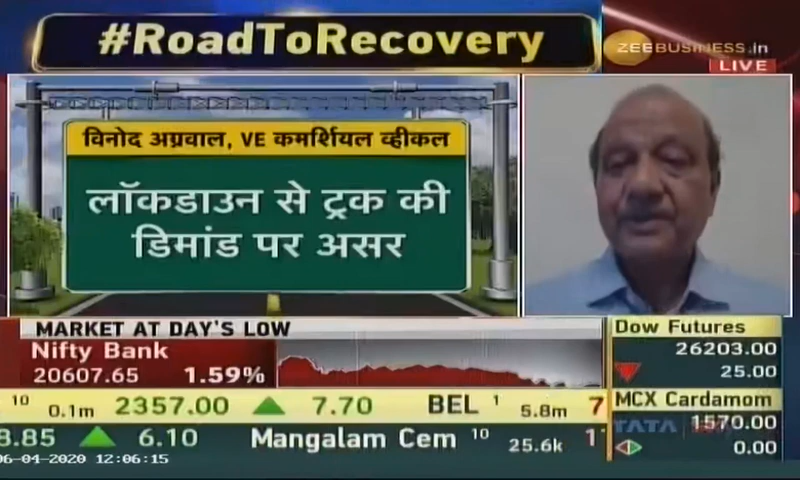 #RoadToRecovery
ZEEBUSINESS.in
LIVE
विनोद अग्रवाल, VE कमर्शियल व्हीकल
लॉकडाउन से ट्रक की
डिमांड पर असर
MARKET AT DAY'S LOW
Nifty Bank
20607.65 1.59%
Dow Futures
26203.00
25.00
10 0.1m 2357.00 7.70 BEL 1 5.8m 7
MCX Cardamom
1570.00
0.00
8.85 6.10 Mangalam Cem 10 25.6k 1
TATA
06-04-2020 12:06:15